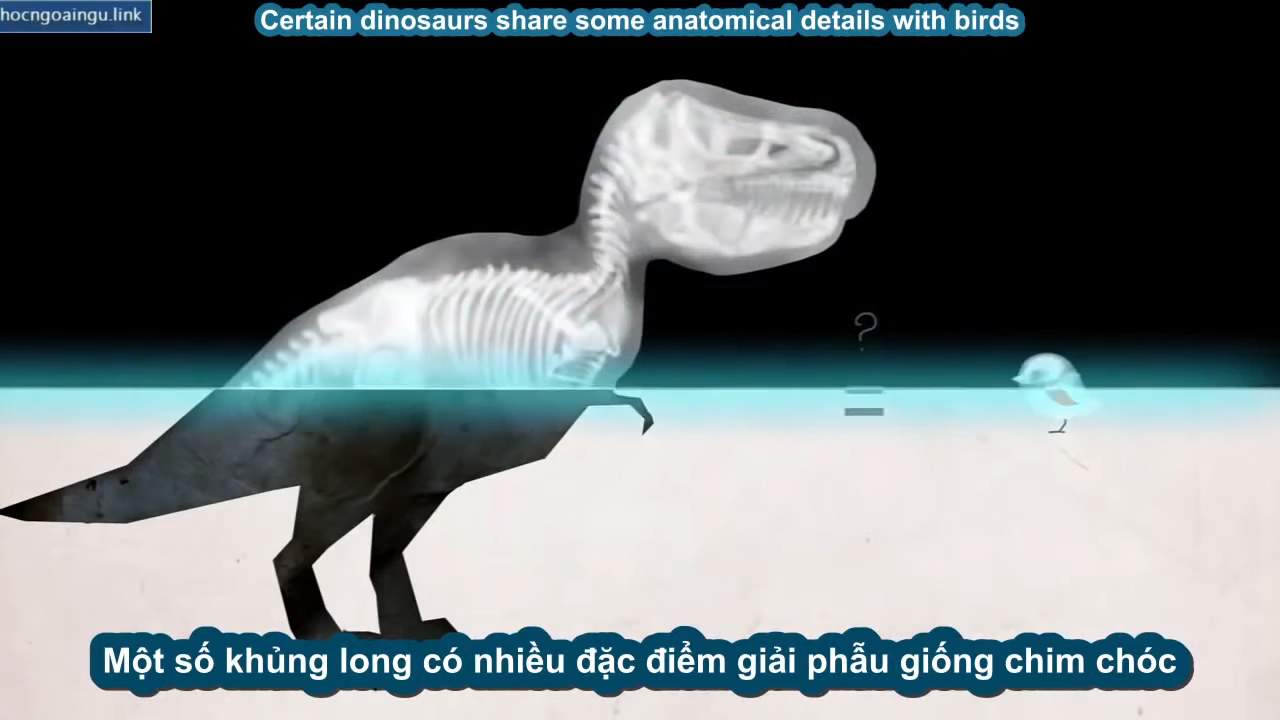 hocngoaingu.link
Certain dinosaurs share some anatomical details with birds
?
=
Một số khủng long có nhiều đặc điểm giải phẫu giống chim chóc